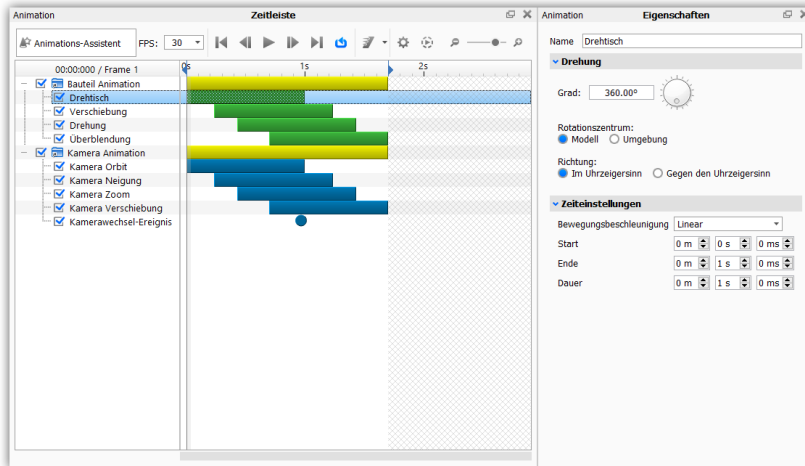 Animation Zeitleiste
Animations-Assistent FPS: 30
00:00:000 / Frame 1 0s 1s 2s
Bauteil Animation
Drehtisch
Verschiebung
Drehung
Überblendung
Kamera Animation
Kamera Orbit
Kamera Neigung
Kamera Zoom
Kamera Verschiebung
Kamerawechsel-Ereignis
Animation Eigenschaften
Name Drehtisch
Drehung
Grad: 360.00º
Rotationszentrum:
Modell Umgebung
Richtung:
Im Uhrzeigersinn Gegen den Uhrzeigersinn
Zeiteinstellungen
Bewegungsbeschleunigung Linear
Start 0 m 0 s 0 ms
Ende 0 m 1 s 0 ms
Dauer 0 m 1 s 0 ms